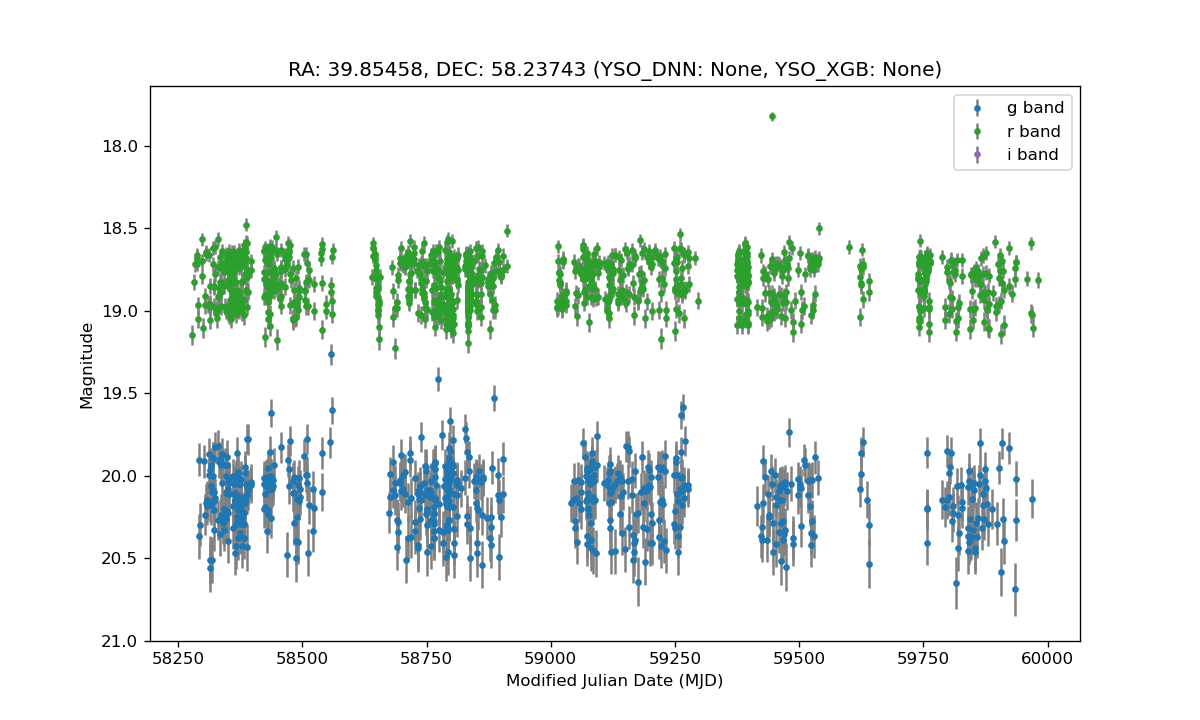 RA: 39.85458, DEC: 58.23743 (YSO_DNN: None, YSO_XGB: None)
g band
r band
i band
18.0
18.5
19.0
19.5
20.0
20.5
21.0
Magnitude
58250 58500 58750 59000 59250 59500 59750 60000
Modified Julian Date (MJD)